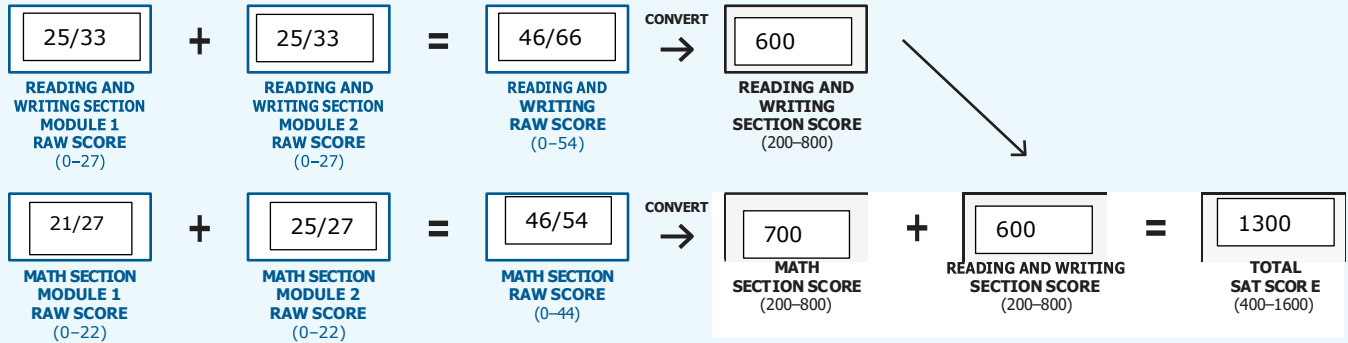 25/33 + 25/33 = 46/66 CONVERT → 600
READING AND
WRITING SECTION
MODULE 1
RAW SCORE
(0–27)
READING AND
WRITING SECTION
MODULE 2
RAW SCORE
(0–27)
READING AND
WRITING
RAW SCORE
(0–54)
READING AND
WRITING
SECTION SCORE
(200–800)
21/27 + 25/27 = 46/54 CONVERT → 700 + 600 = 1300
MATH SECTION
MODULE 1
RAW SCORE
(0–22)
MATH SECTION
MODULE 2
RAW SCORE
(0–22)
MATH SECTION
RAW SCORE
(0–44)
MATH
SECTION SCORE
(200–800)
READING AND WRITING
SECTION SCORE
(200–800)
TOTAL
SAT SCORE
(400–1600)